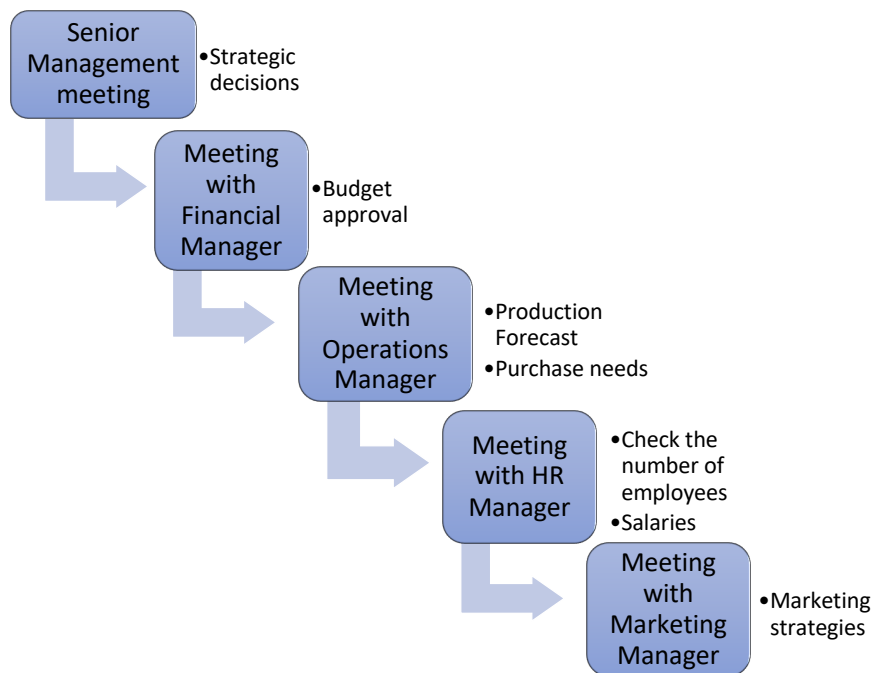 Senior
Management
meeting
•Strategic
decisions
Meeting
with
Financial
Manager
•Budget
approval
Meeting
with
Operations
Manager
•Production
Forecast
•Purchase needs
Meeting
with HR
Manager
•Check the
number of
employees
•Salaries
Meeting
with
Marketing
Manager
•Marketing
strategies